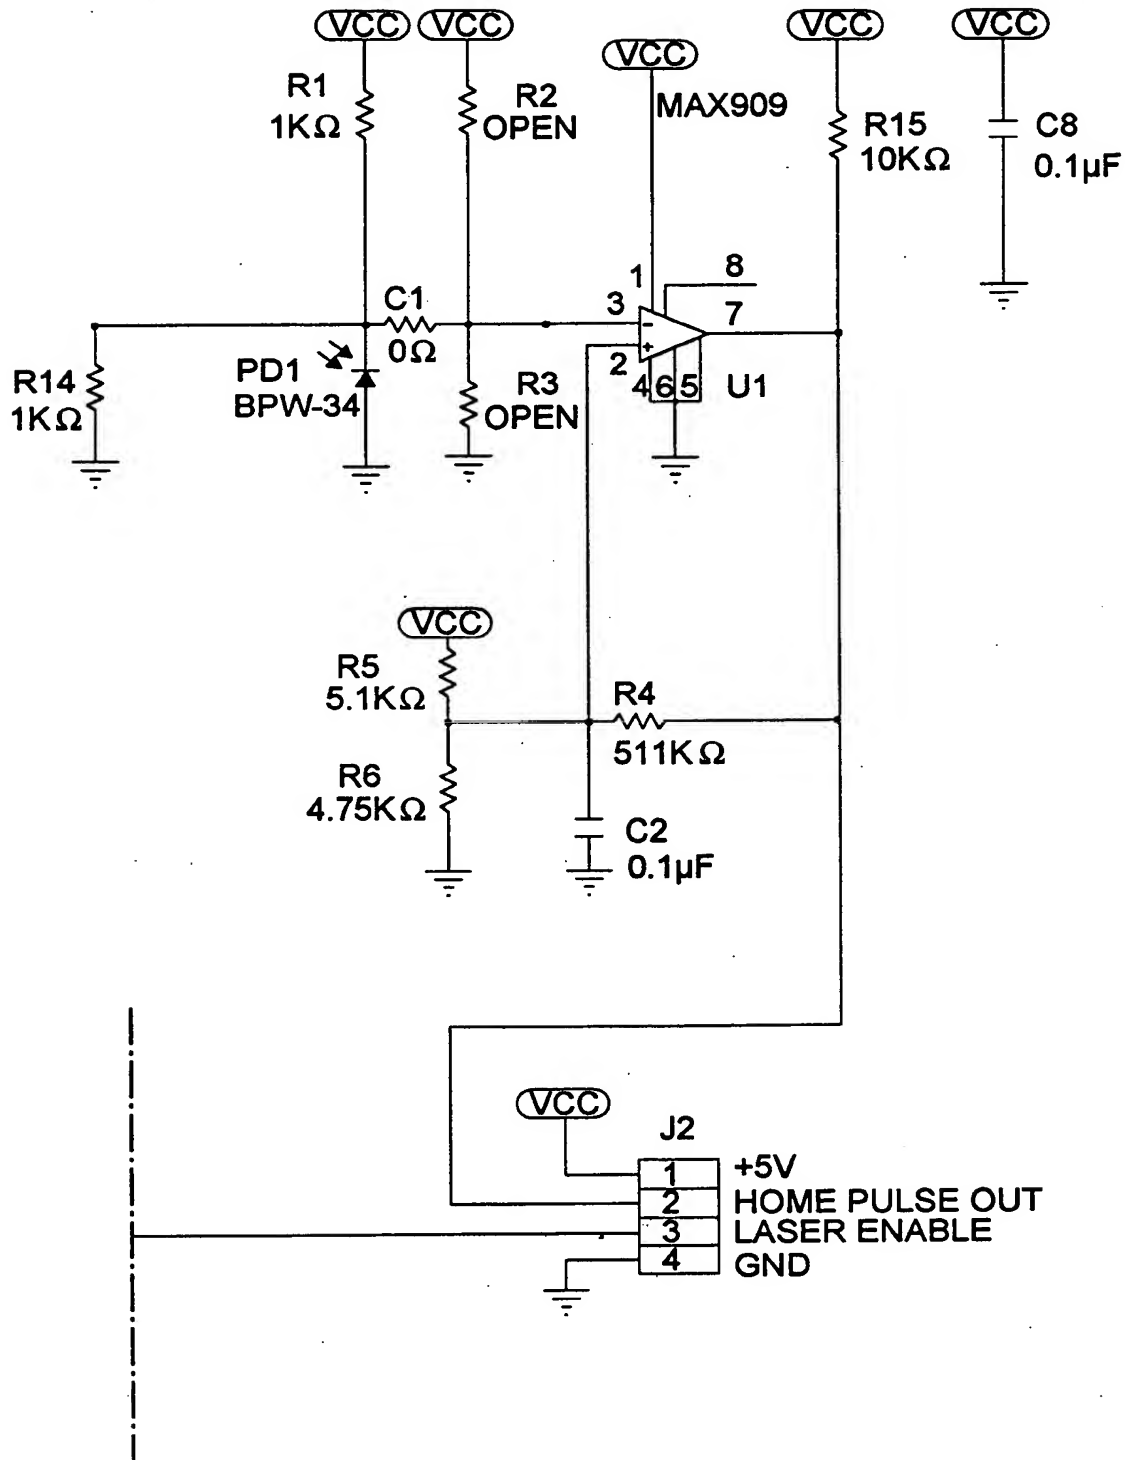 VCC VCC VCC VCC VCC
R1
1KΩ
R2
OPEN
MAX909
R15
10KΩ
C8
0.1µF
1
8
3
7
C1
0Ω
2
4 6 5
U1
R14
1KΩ
PD1
BPW-34
R3
OPEN
VCC
R5
5.1KΩ
R4
511KΩ
R6
4.75KΩ
C2
0.1µF
VCC
J2
1 +5V
2 HOME PULSE OUT
3 LASER ENABLE
4 GND